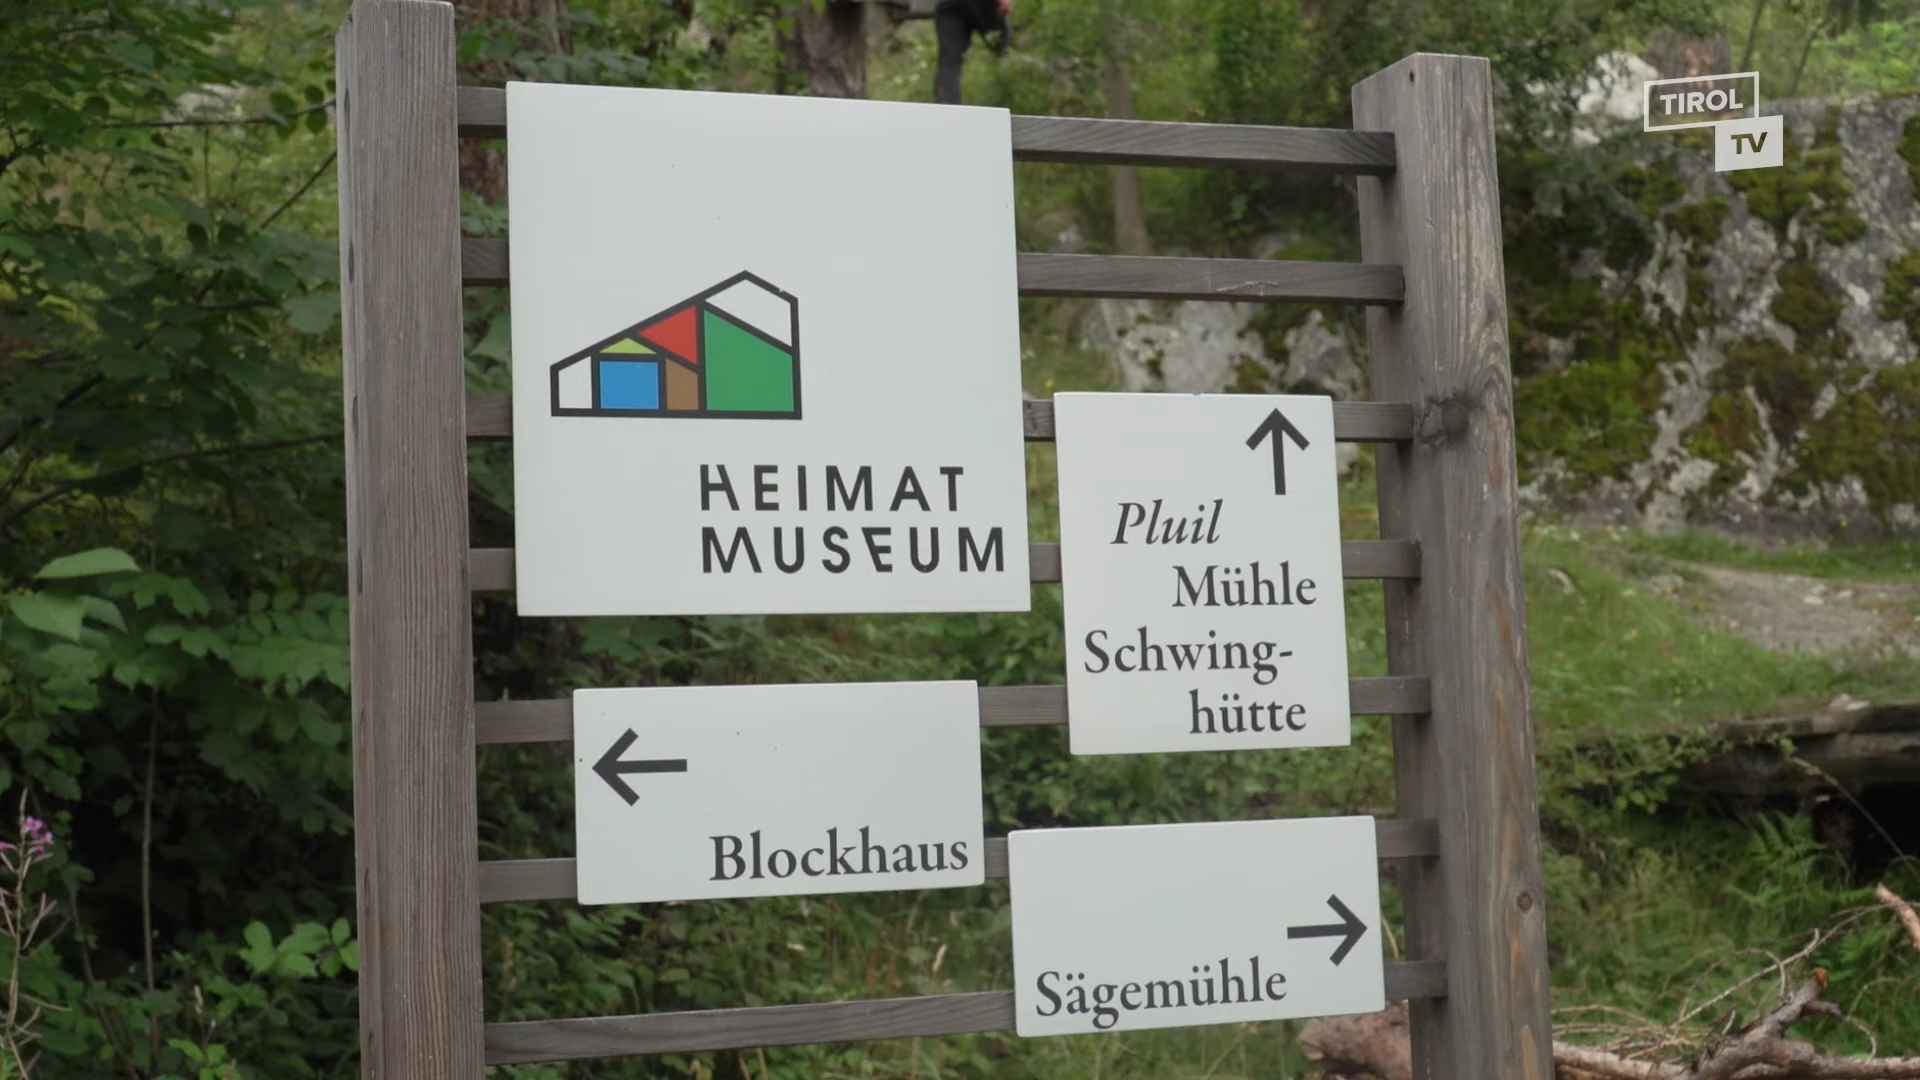 TIROL
TV
HEIMAT
MUSEUM
Pluil
Mühle
Schwing-
hütte
Blockhaus
Sägemühle